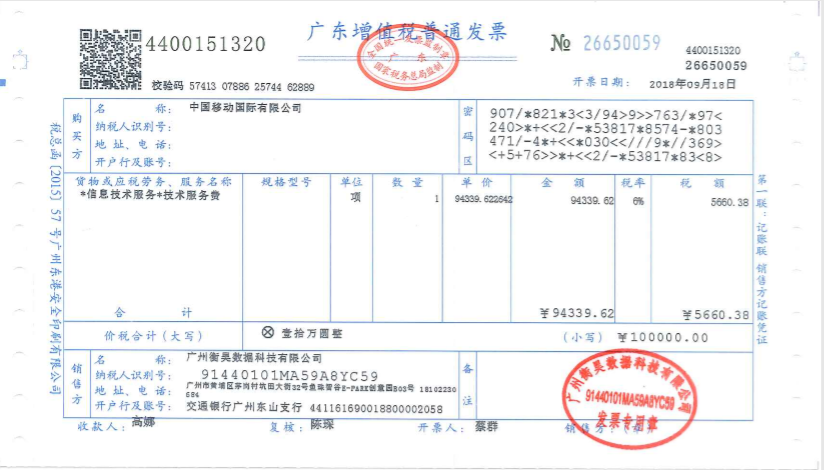 广东增值税普通发票
4400151320
№ 26650059
4400151320
26650059
校验码 57413 07886 25744 62889
开票日期： 2018年09月18日
全国统一发票监制章
国家税务总局监制
税总函〔2015〕57号广州东港安全印刷有限公司
购买方
名 称： 中国移动国际有限公司
纳税人识别号：
地 址、电 话：
开户行及账号：
密码区
907/*821*3<3/94>9>>763/*97<
240>*+<<2/-*53817*8574-*803
471/-4*+<<*030<<///9*//369>
<+5+76>>*+<<2/-*53817*83<8>
货物或应税劳务、服务名称 规格型号 单位 数 量 单 价 金 额 税率 税 额
*信息技术服务*技术服务费 项 1 94339.622642 94339.62 6% 5660.38
合 计 ￥94339.62 ￥5660.38
价税合计（大写） ⊗ 壹拾万圆整 （小写） ￥100000.00
销售方
名 称： 广州衡昊数据科技有限公司
纳税人识别号： 91440101MA59A8YC59
地 址、电 话： 广州市黄埔区茅岗村坑田大街32号鱼珠智谷E-PARK创意园B02号 18102230
684
开户行及账号： 交通银行广州东山支行 441161690018800002058
备注
广州衡昊数据科技有限公司
91440101MA59A8YC59
发票专用章
收款人： 高娜 复核： 陈琛 开票人： 蔡群 销售方：（章）
第一联：记账联 销售方记账凭证